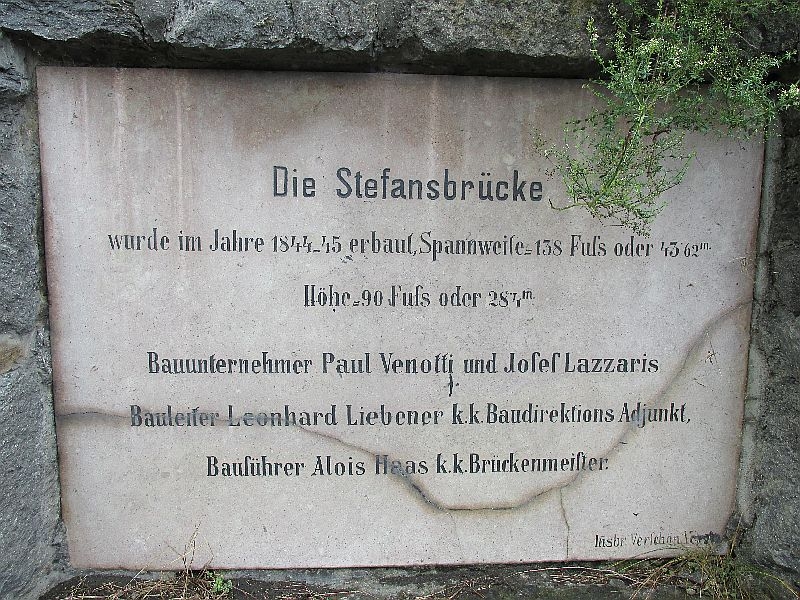 Die Stefansbrücke
wurde im Jahre 1844-45 erbaut, Spannweite=138 Fuſs oder 43·62m.
Höhe=90 Fuſs oder 28·4m.
Bauunternehmer Paul Venotti und Josef Lazzaris
Bauleiter Leonhard Liebener k.k. Baudirektions Adjunkt,
Bauführer Alois Haas k.k. Brückenmeister.
Insbr.